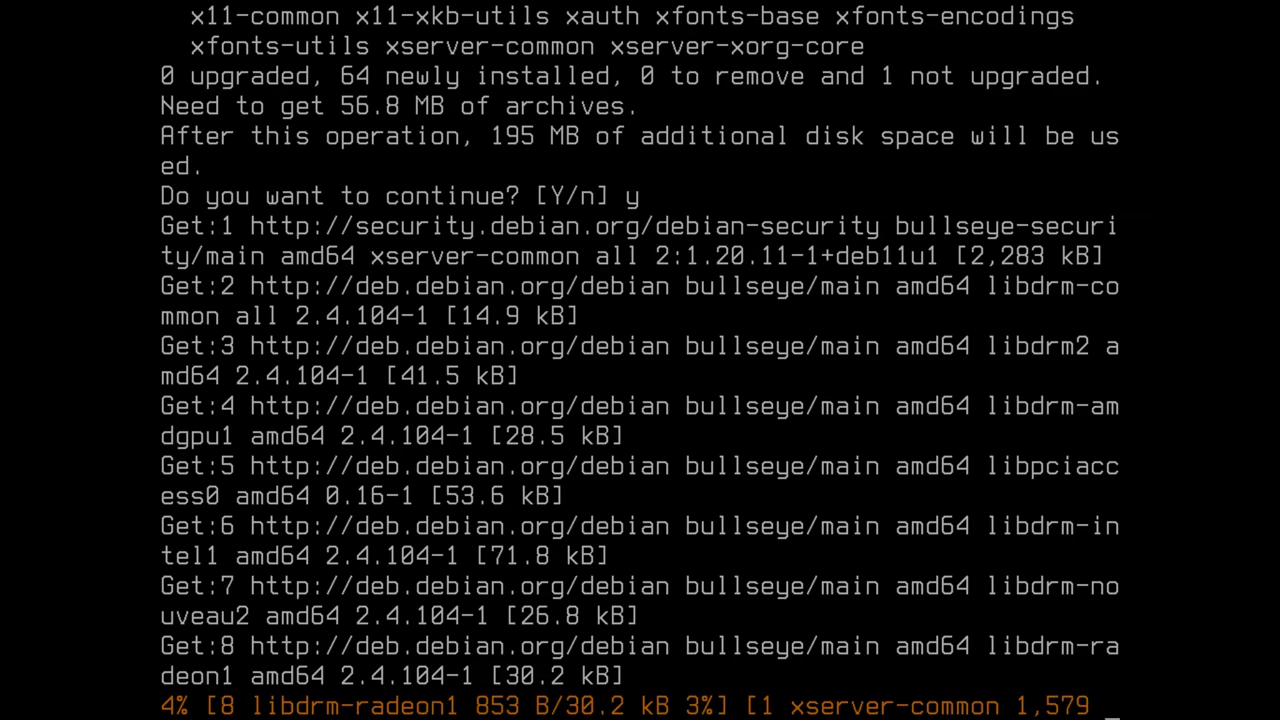 x11-common x11-xkb-utils xauth xfonts-base xfonts-encodings
xfonts-utils xserver-common xserver-xorg-core
0 upgraded, 64 newly installed, 0 to remove and 1 not upgraded.
Need to get 56.8 MB of archives.
After this operation, 195 MB of additional disk space will be us
ed.
Do you want to continue? [Y/n] y
Get:1 http://security.debian.org/debian-security bullseye-securi
ty/main amd64 xserver-common all 2:1.20.11-1+deb11u1 [2,283 kB]
Get:2 http://deb.debian.org/debian bullseye/main amd64 libdrm-co
mmon all 2.4.104-1 [14.9 kB]
Get:3 http://deb.debian.org/debian bullseye/main amd64 libdrm2 a
md64 2.4.104-1 [41.5 kB]
Get:4 http://deb.debian.org/debian bullseye/main amd64 libdrm-am
dgpu1 amd64 2.4.104-1 [28.5 kB]
Get:5 http://deb.debian.org/debian bullseye/main amd64 libpciacc
ess0 amd64 0.16-1 [53.6 kB]
Get:6 http://deb.debian.org/debian bullseye/main amd64 libdrm-in
tel1 amd64 2.4.104-1 [71.8 kB]
Get:7 http://deb.debian.org/debian bullseye/main amd64 libdrm-no
uveau2 amd64 2.4.104-1 [26.8 kB]
Get:8 http://deb.debian.org/debian bullseye/main amd64 libdrm-ra
deon1 amd64 2.4.104-1 [30.2 kB]
4% [8 libdrm-radeon1 853 B/30.2 kB 3%] [1 xserver-common 1,579 _